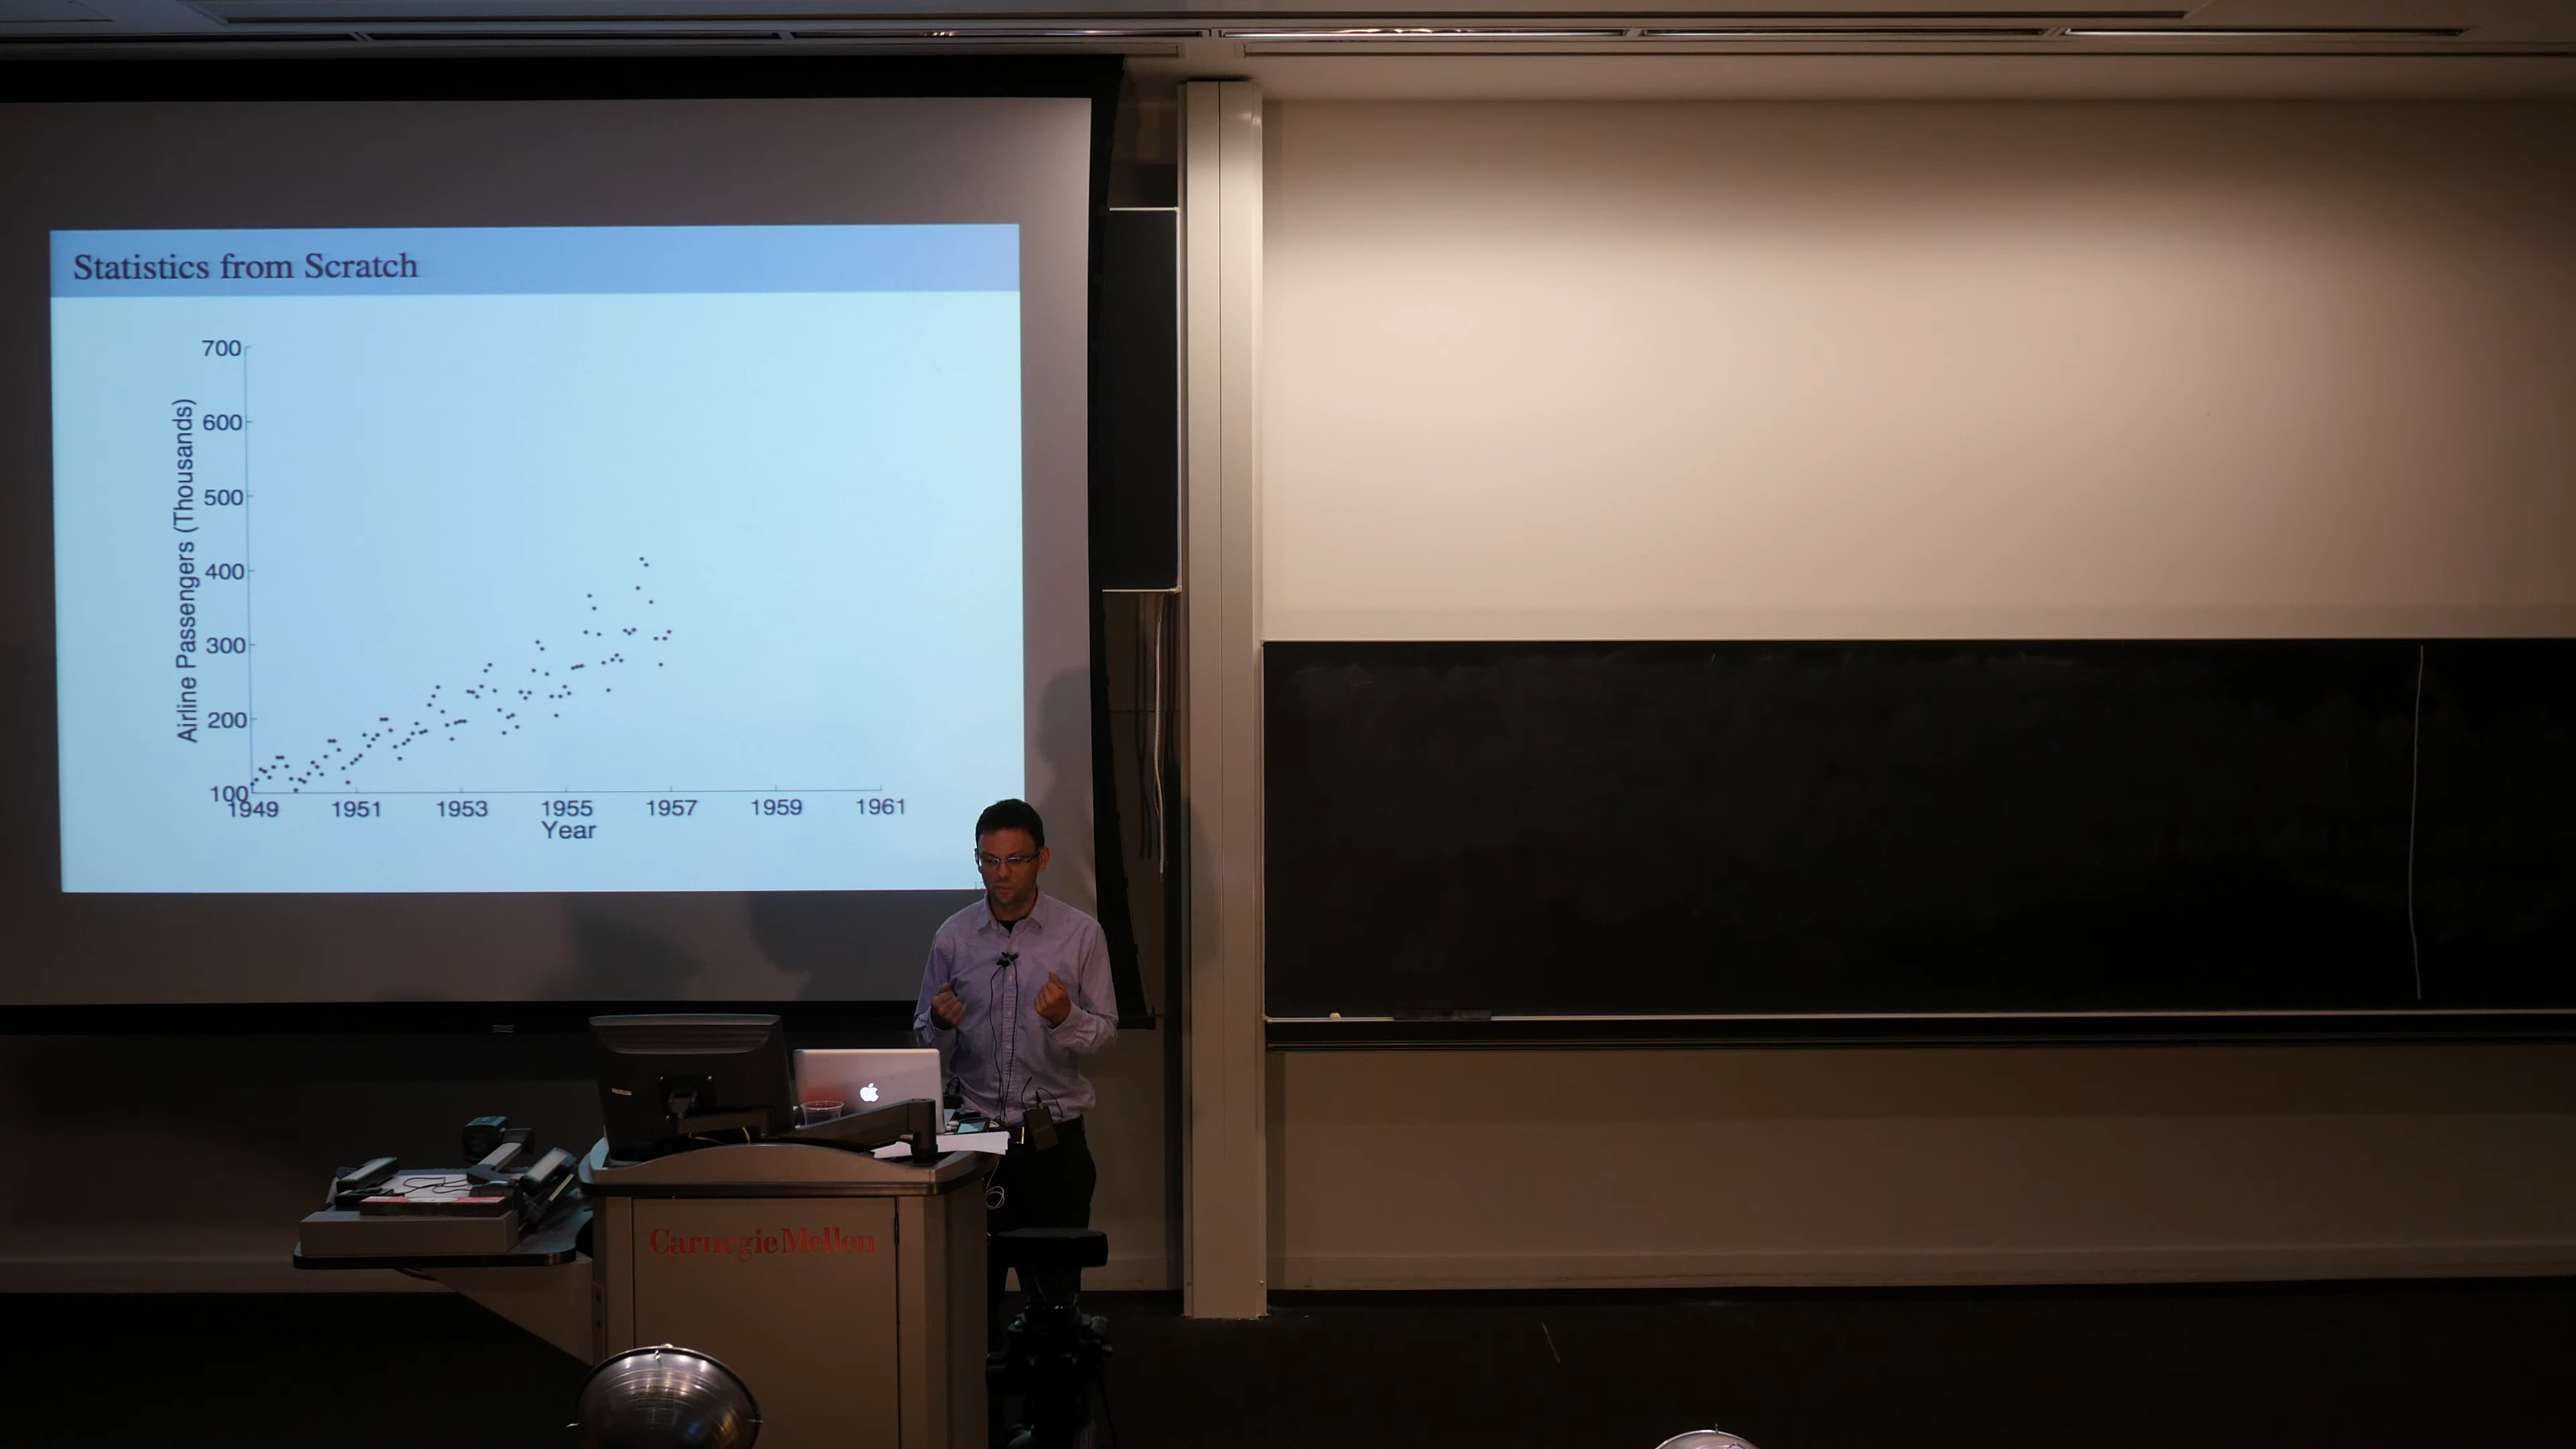 Statistics from Scratch
Airline Passengers (Thousands)
700
600
500
400
300
200
100
1949 1951 1953 1955 1957 1959 1961
Year
Carnegie Mellon